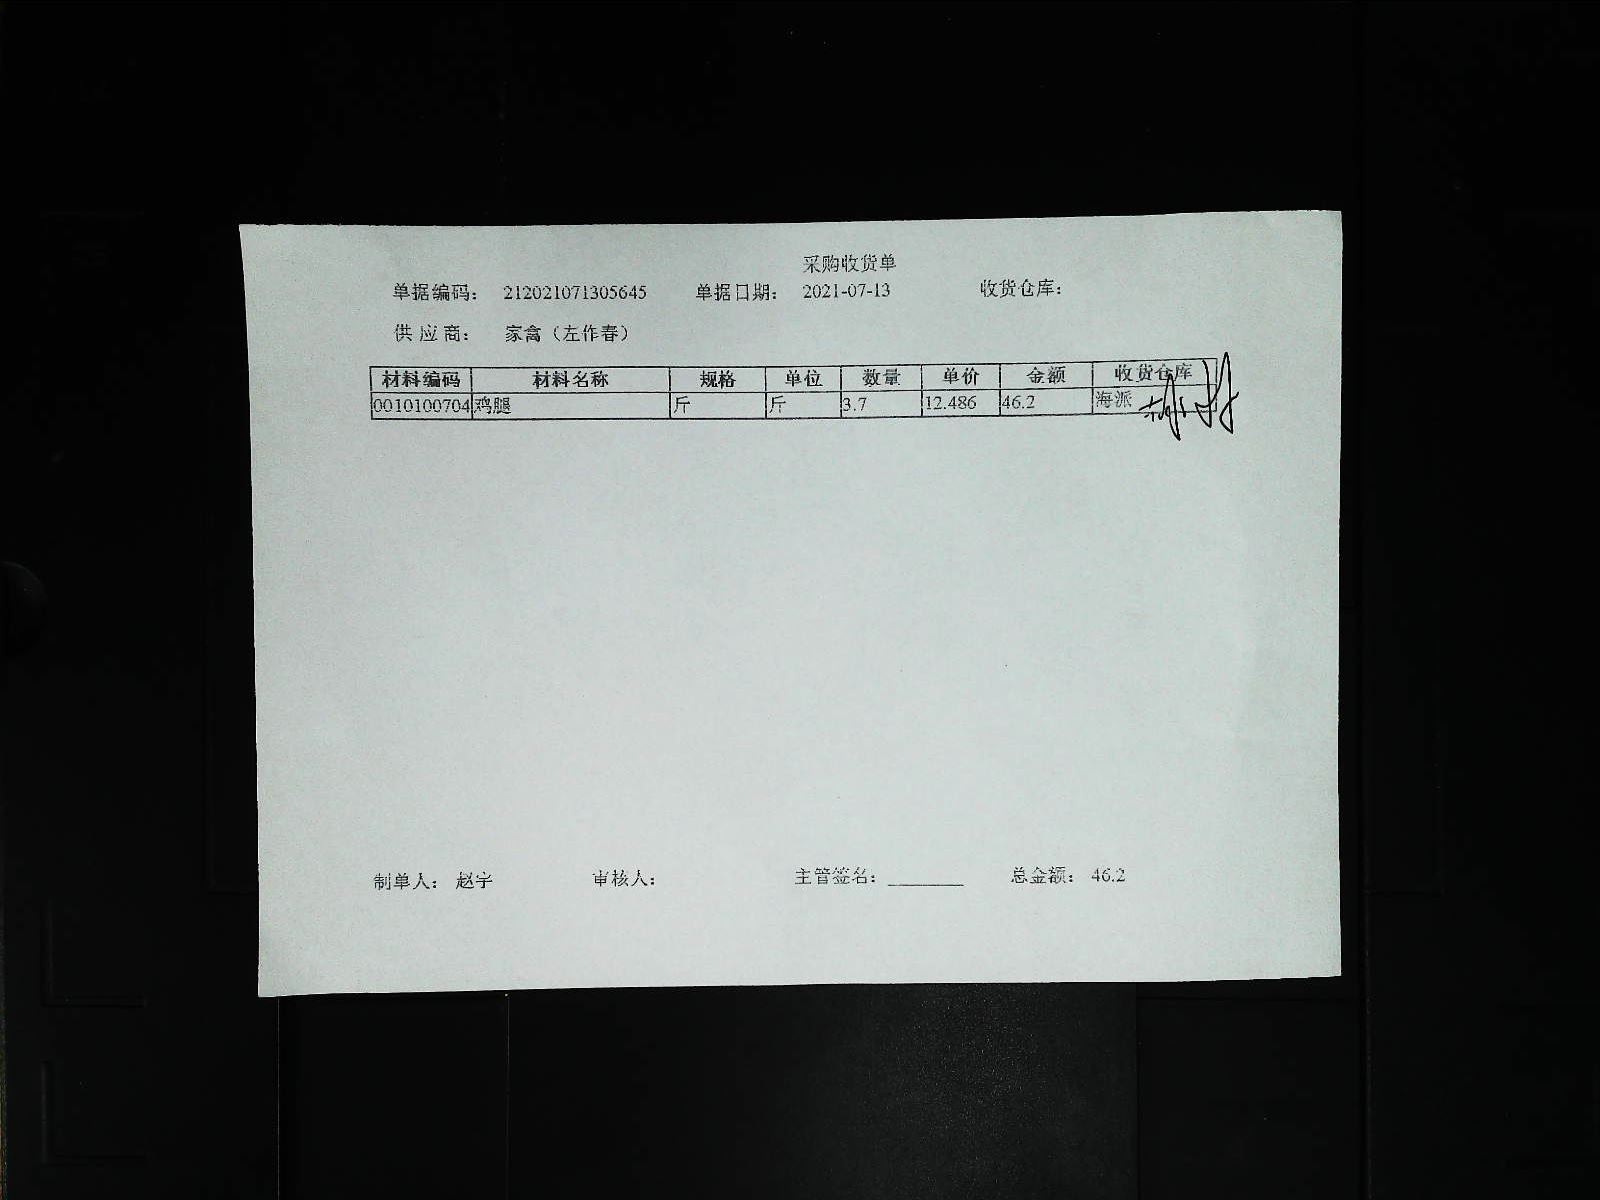 采购收货单
单据编码: 212021071305645 单据日期: 2021-07-13 收货仓库:
供 应 商: 家禽（左作春）
材料编码 材料名称 规格 单位 数量 单价 金额 收货仓库
0010100704 鸡腿 斤 斤 3.7 12.486 46.2 海派
制单人: 赵宇 审核人: 主管签名: ________ 总金额: 46.2